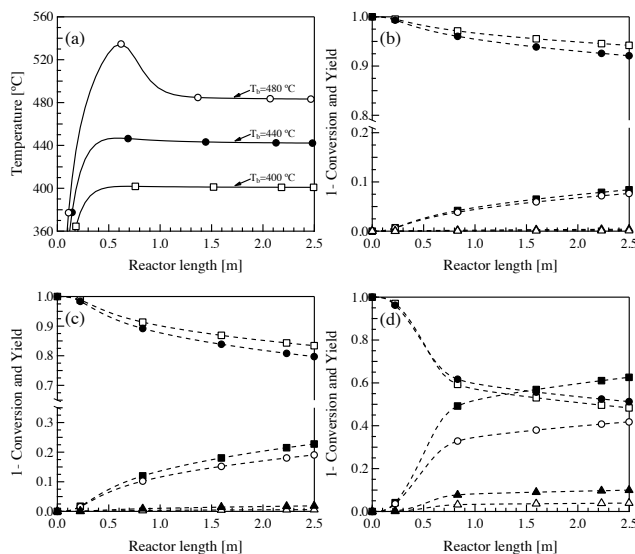 560
540
520
500
480
460
440
420
400
380
360
Temperature [°C]
(a)
T_b=480 °C
T_b=440 °C
T_b=400 °C
0.0 0.5 1.0 1.5 2.0 2.5
Reactor length [m]
1.0
0.9
0.8
0.2
0.1
0.0
1- Conversion and Yield
(b)
0.0 0.5 1.0 1.5 2.0 2.5
Reactor length [m]
1.0
0.9
0.8
0.7
0.3
0.2
0.1
0.0
1- Conversion and Yield
(c)
0.0 0.5 1.0 1.5 2.0 2.5
Reactor length [m]
1.0
0.8
0.6
0.4
0.2
0.0
1- Conversion and Yield
(d)
0.0 0.5 1.0 1.5 2.0 2.5
Reactor length [m]